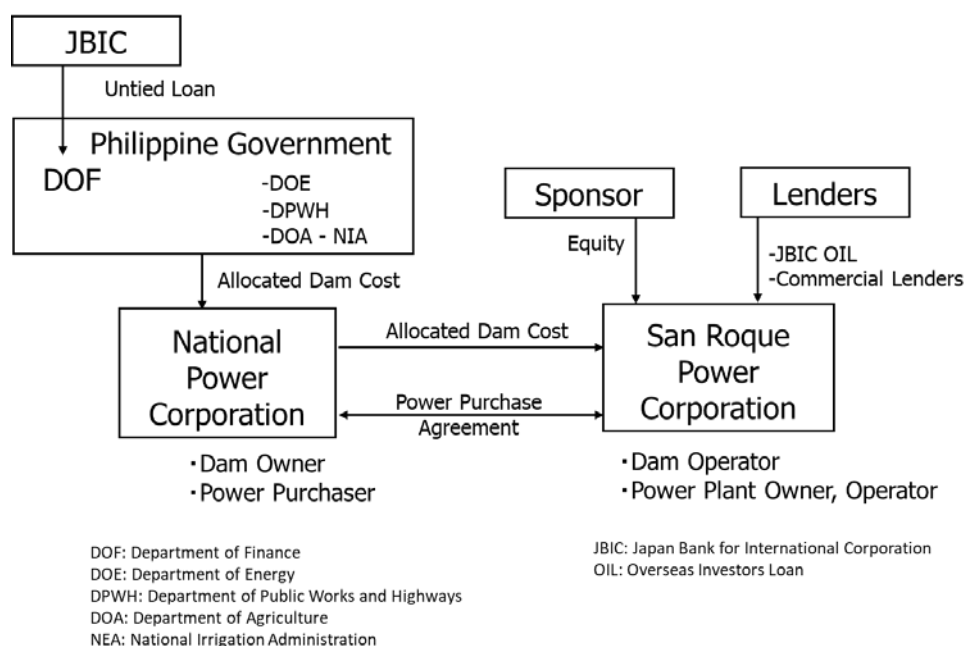 JBIC
Untied Loan
Philippine Government
DOF
-DOE
-DPWH
-DOA - NIA
Sponsor
Lenders
Equity
-JBIC OIL
-Commercial Lenders
Allocated Dam Cost
National
Power
Corporation
Allocated Dam Cost
Power Purchase
Agreement
San Roque
Power
Corporation
・Dam Owner
・Power Purchaser
・Dam Operator
・Power Plant Owner, Operator
DOF: Department of Finance
DOE: Department of Energy
DPWH: Department of Public Works and Highways
DOA: Department of Agriculture
NEA: National Irrigation Administration
JBIC: Japan Bank for International Corporation
OIL: Overseas Investors Loan